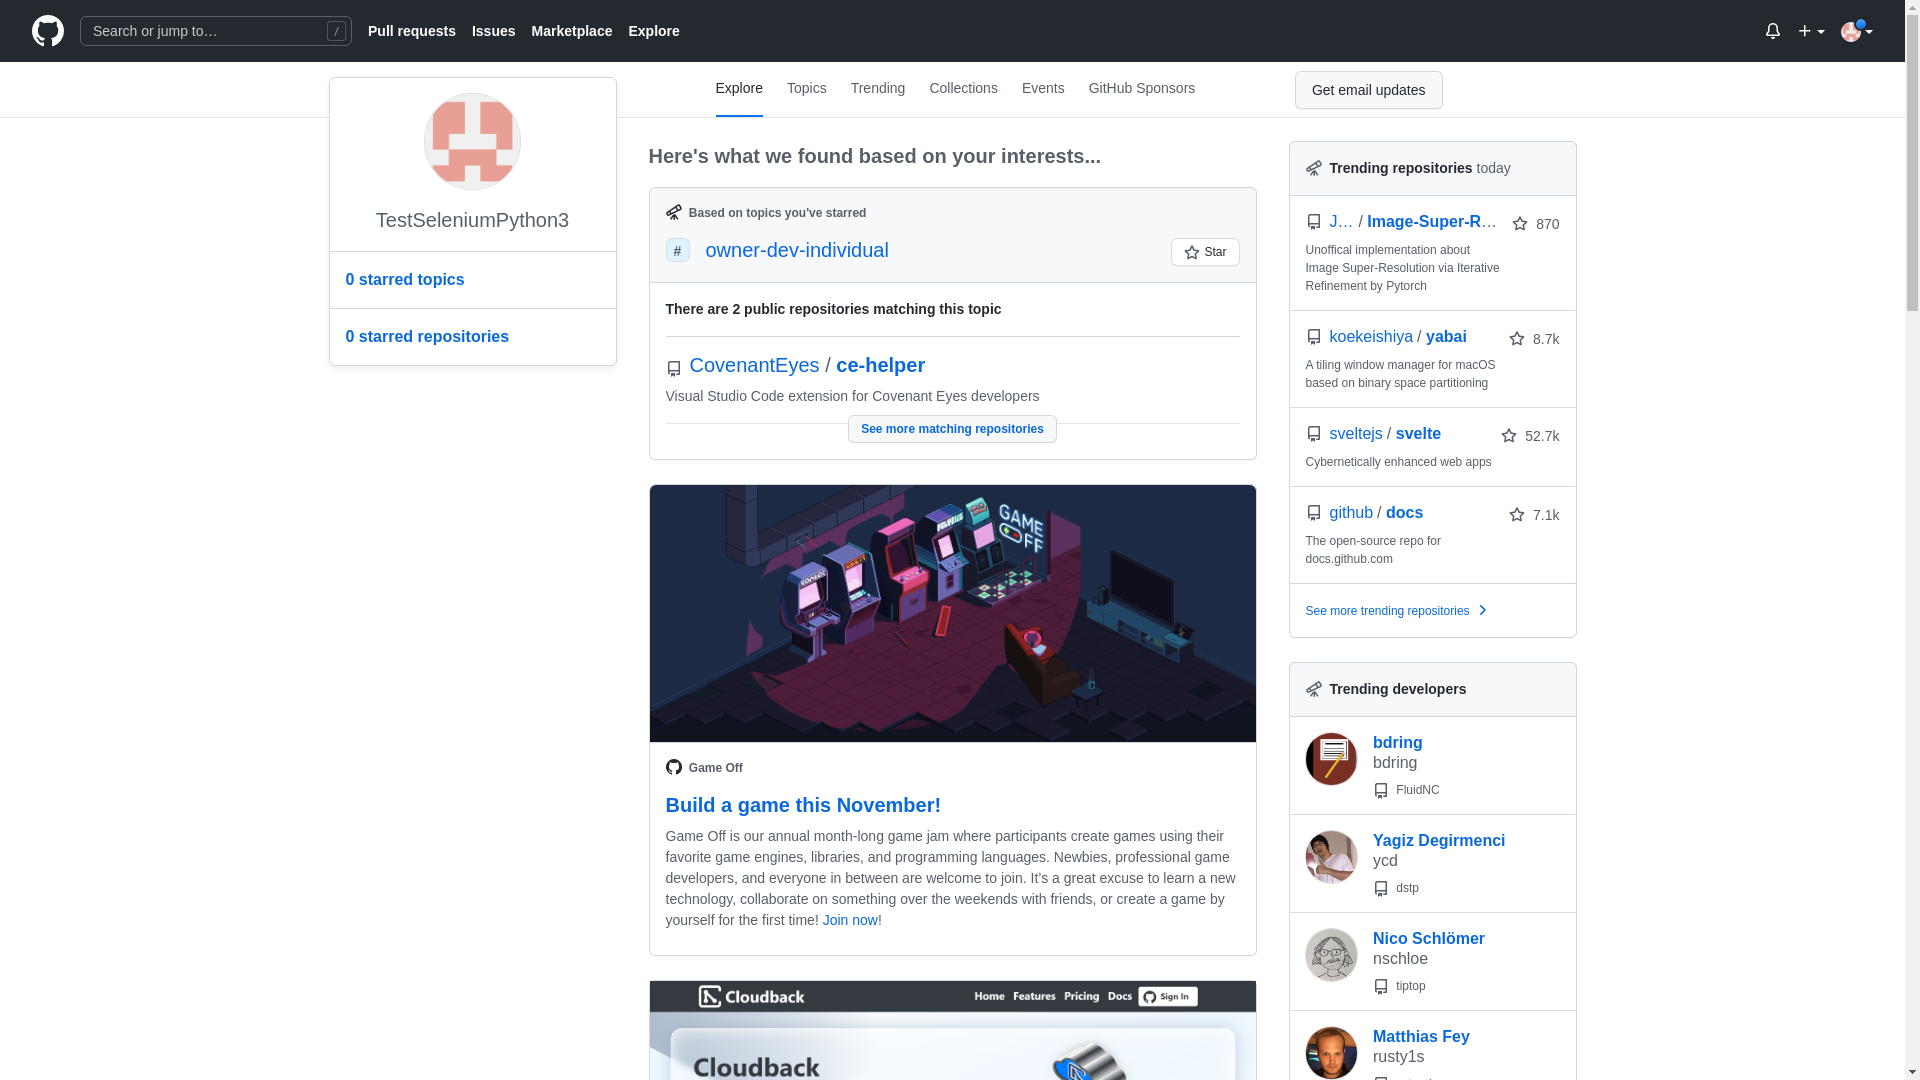 Search or jump to…
/
Pull requests
Issues
Marketplace
Explore
Explore
Topics
Trending
Collections
Events
GitHub Sponsors
Get email updates
TestSeleniumPython3
0 starred topics
0 starred repositories
Here's what we found based on your interests...
Based on topics you've starred
# owner-dev-individual
Star
There are 2 public repositories matching this topic
CovenantEyes / ce-helper
Visual Studio Code extension for Covenant Eyes developers
See more matching repositories
GAME
OFF
Game Off
Build a game this November!
Game Off is our annual month-long game jam where participants create games using their
favorite game engines, libraries, and programming languages. Newbies, professional game
developers, and everyone in between are welcome to join. It's a great excuse to learn a new
technology, collaborate on something over the weekends with friends, or create a game by
yourself for the first time! Join now!
Cloudback
Home
Features
Pricing
Docs
Sign In
Cloudback
Trending repositories today
J… / Image-Super-R…
870
Unoffical implementation about
Image Super-Resolution via Iterative
Refinement by Pytorch
koekeishiya / yabai
8.7k
A tiling window manager for macOS
based on binary space partitioning
sveltejs / svelte
52.7k
Cybernetically enhanced web apps
github / docs
7.1k
The open-source repo for
docs.github.com
See more trending repositories
Trending developers
bdring
bdring
FluidNC
Yagiz Degirmenci
ycd
dstp
Nico Schlömer
nschloe
tiptop
Matthias Fey
rusty1s